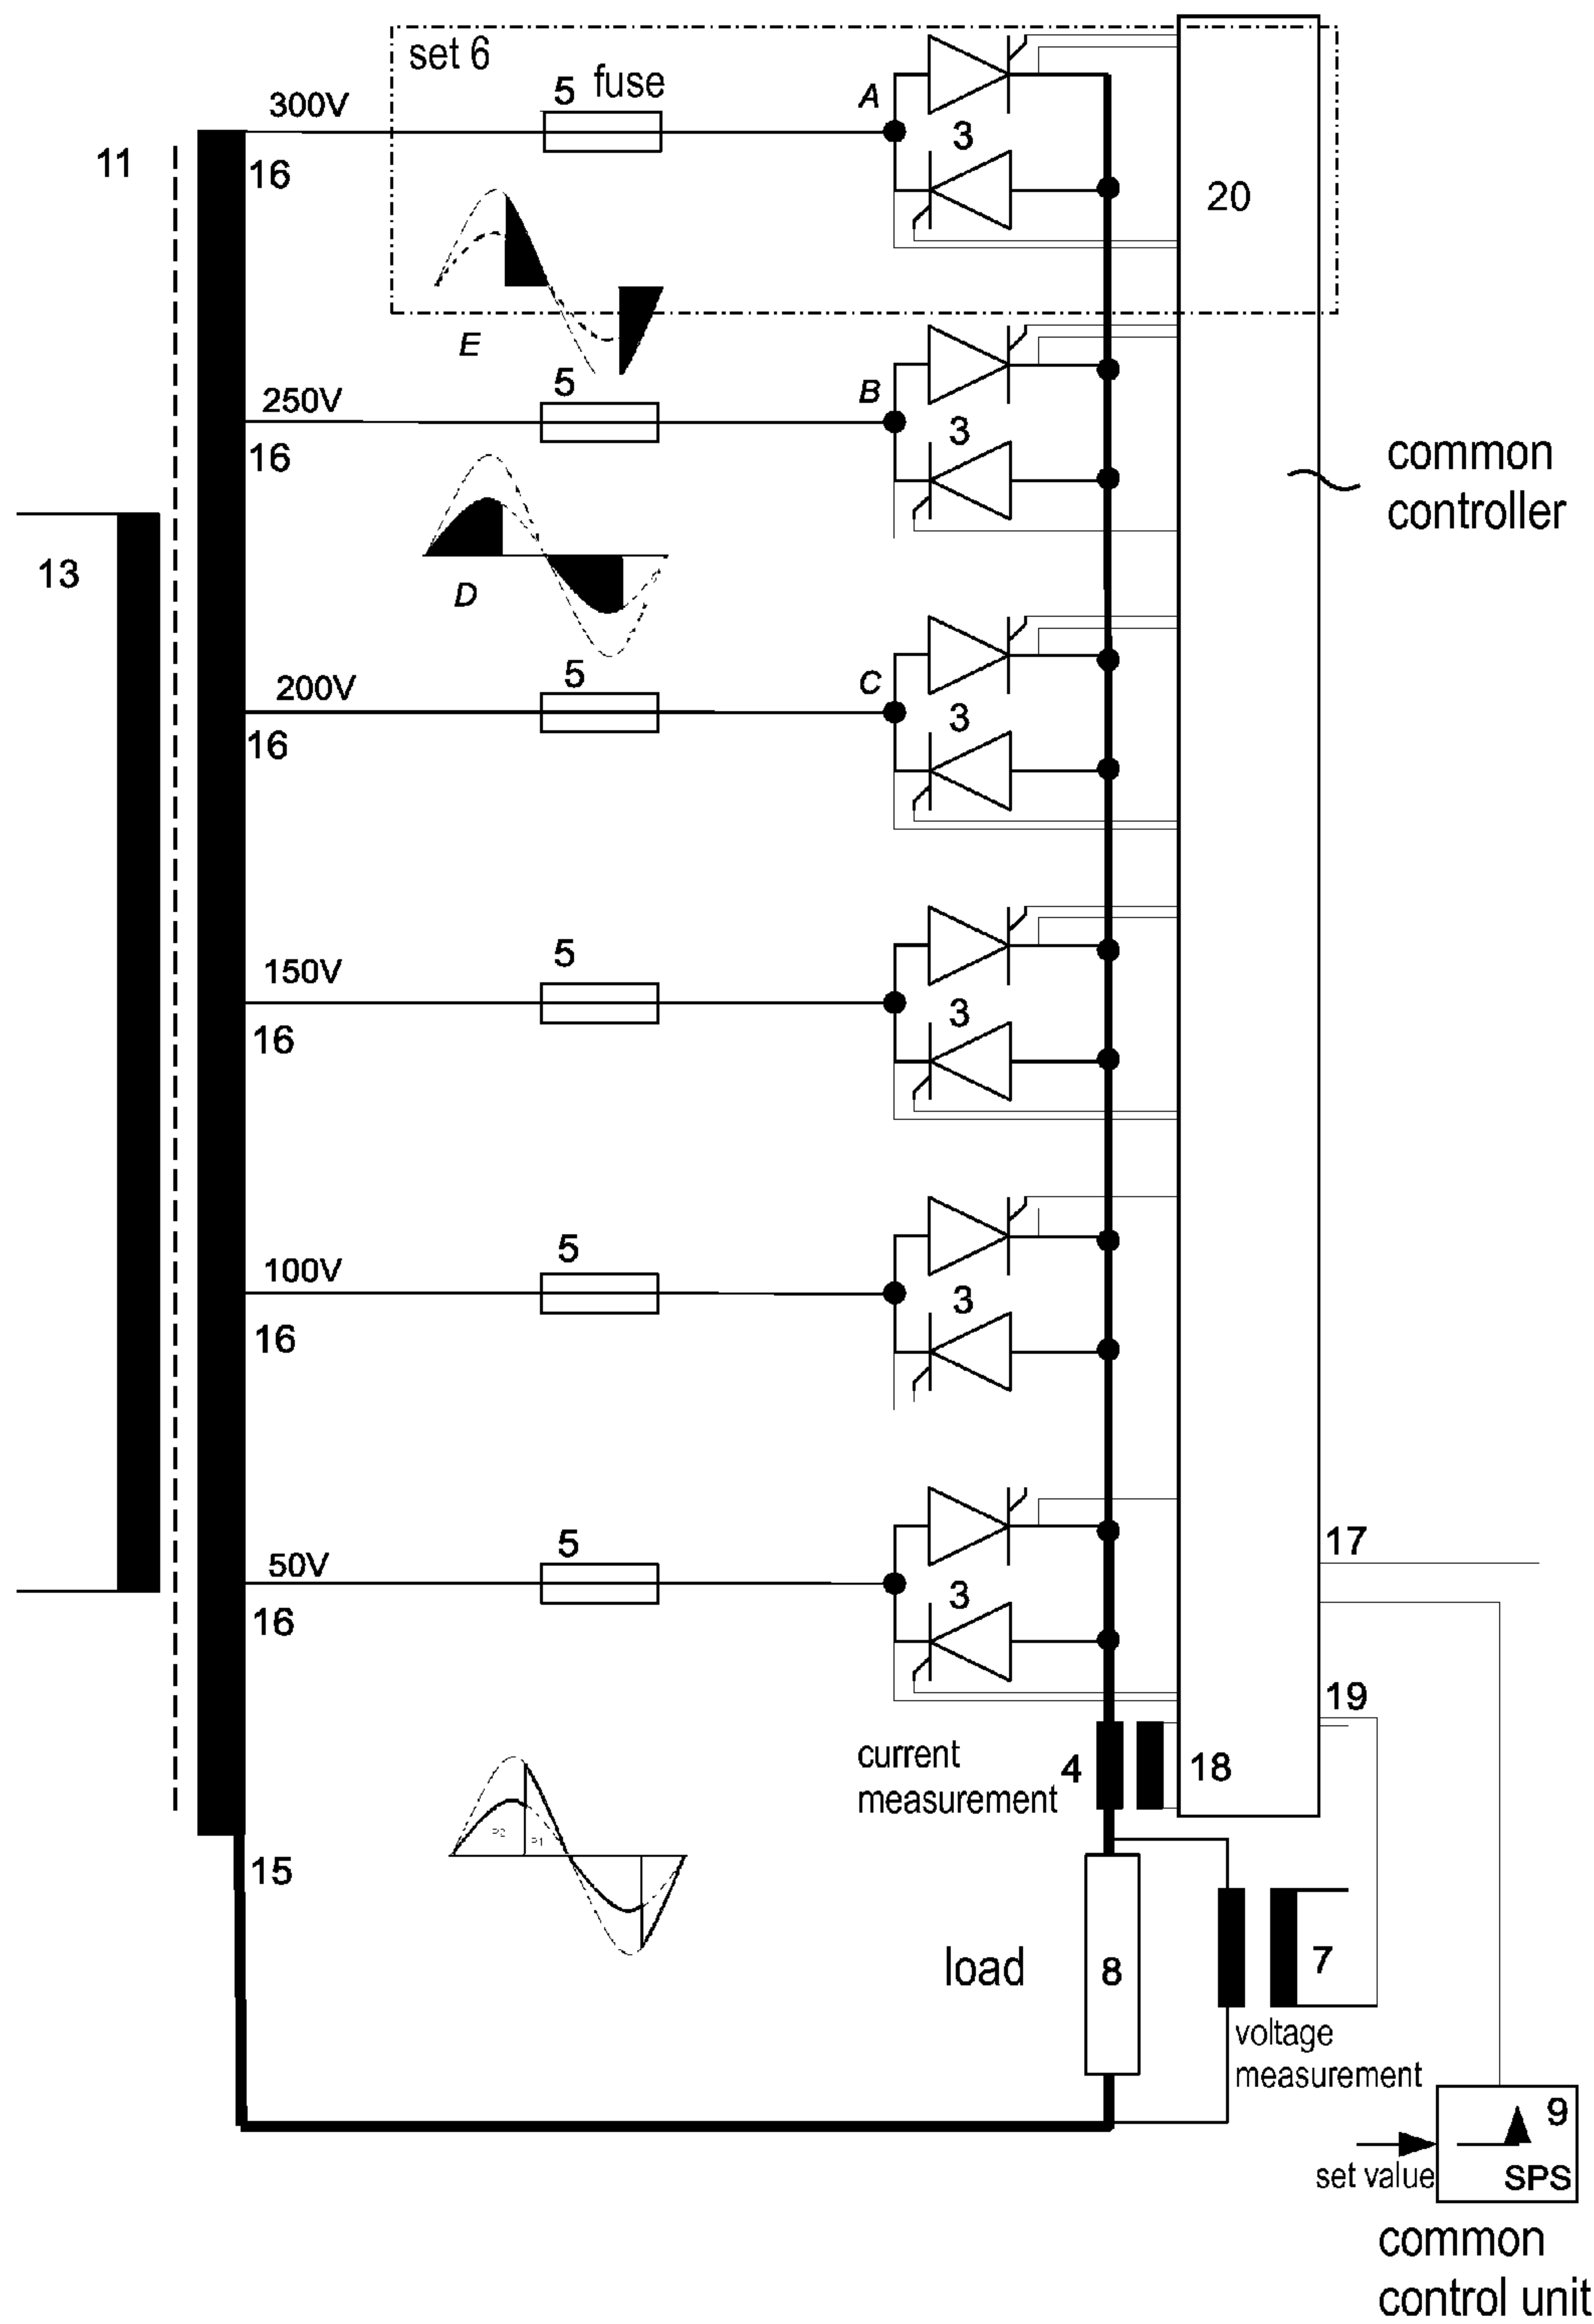 set 6
5 fuse
300V
A
11
16
3
20
E
5
250V
B
16
3
common
controller
13
D
5
200V
C
16
3
5
150V
16
3
5
100V
16
3
5
50V
16
3
17
19
current
measurement
4
18
P2
P1
15
load
8
7
voltage
measurement
9
set value
SPS
common
control unit